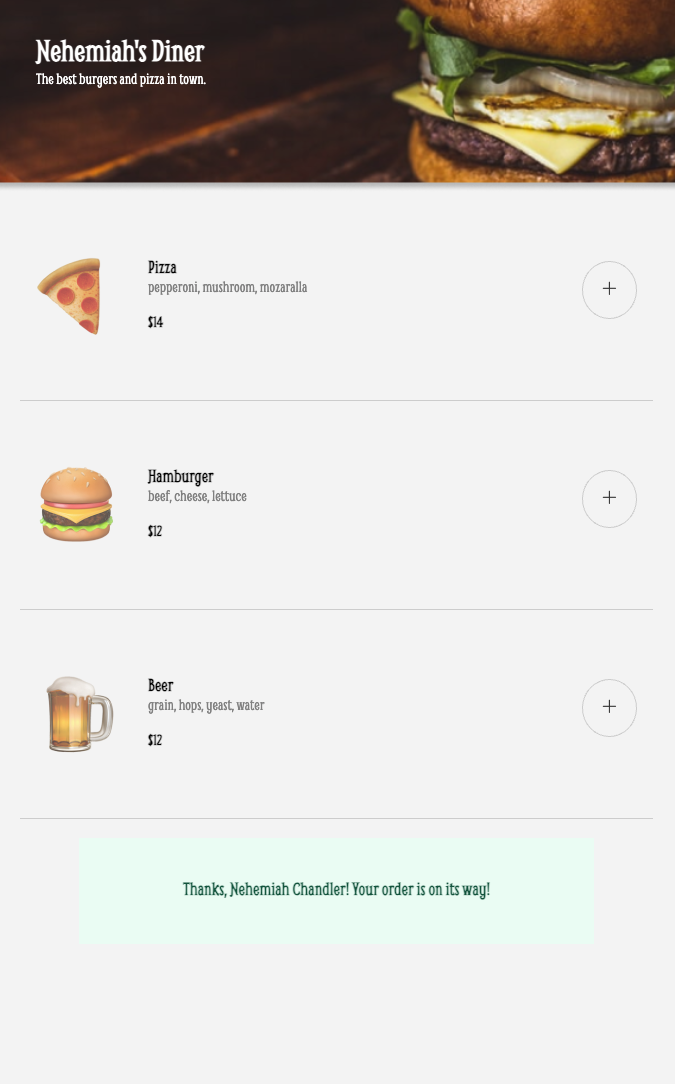 Nehemiah's Diner
The best burgers and pizza in town.
Pizza
pepperoni, mushroom, mozaralla
$14
+
Hamburger
beef, cheese, lettuce
$12
+
Beer
grain, hops, yeast, water
$12
+
Thanks, Nehemiah Chandler! Your order is on its way!